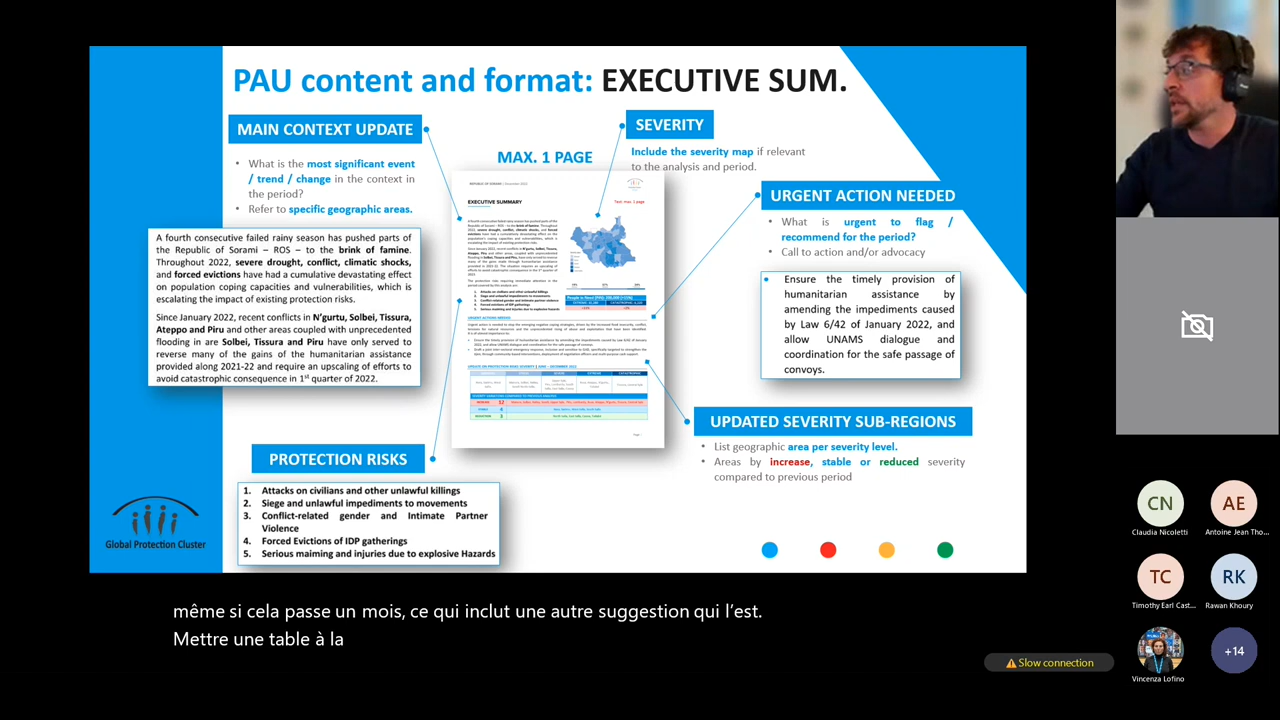 PAU content and format: EXECUTIVE SUM.
MAIN CONTEXT UPDATE
• What is the most significant event
/ trend / change in the context in
the period?
• Refer to specific geographic areas.
A fourth consecutive failed rainy season has pushed parts of
the Republic of Sorani – ROS – to the brink of famine.
Throughout 2022, severe drought, conflict, climatic shocks,
and forced evictions have had a cumulative devastating effect
on population coping capacities and vulnerabilities, which is
escalating the impact of existing protection risks.
Since January 2022, recent conflicts in N'gurtu, Solbei, Tissura,
Ateppo and Piru and other areas coupled with unprecedented
flooding in are Solbei, Tissura and Piru have only served to
reverse many of the gains of the humanitarian assistance
provided along 2021-22 and require an upscaling of efforts to
avoid catastrophic consequence in 1st quarter of 2022.
PROTECTION RISKS
1. Attacks on civilians and other unlawful killings
2. Siege and unlawful impediments to movements
3. Conflict-related gender and Intimate Partner
Violence
4. Forced Evictions of IDP gatherings
5. Serious maiming and injuries due to explosive Hazards
MAX. 1 PAGE
EXECUTIVE SUMMARY
SEVERITY
Include the severity map if relevant
to the analysis and period.
URGENT ACTION NEEDED
• What is urgent to flag /
recommend for the period?
• Call to action and/or advocacy
• Ensure the timely provision of
humanitarian assistance by
amending the impediments caused
by Law 6/42 of January 2022, and
allow UNAMS dialogue and
coordination for the safe passage of
convoys.
UPDATED SEVERITY SUB-REGIONS
• List geographic area per severity level.
• Areas by increase, stable or reduced severity
compared to previous period
Global Protection Cluster
même si cela passe un mois, ce qui inclut une autre suggestion qui l'est.
Mettre une table à la
Slow connection
CN
Claudia Nicoletti
AE
Antoine Jean Tho...
TC
Timothy Earl Cast...
RK
Rawan Khoury
Vincenza Lofino
+14